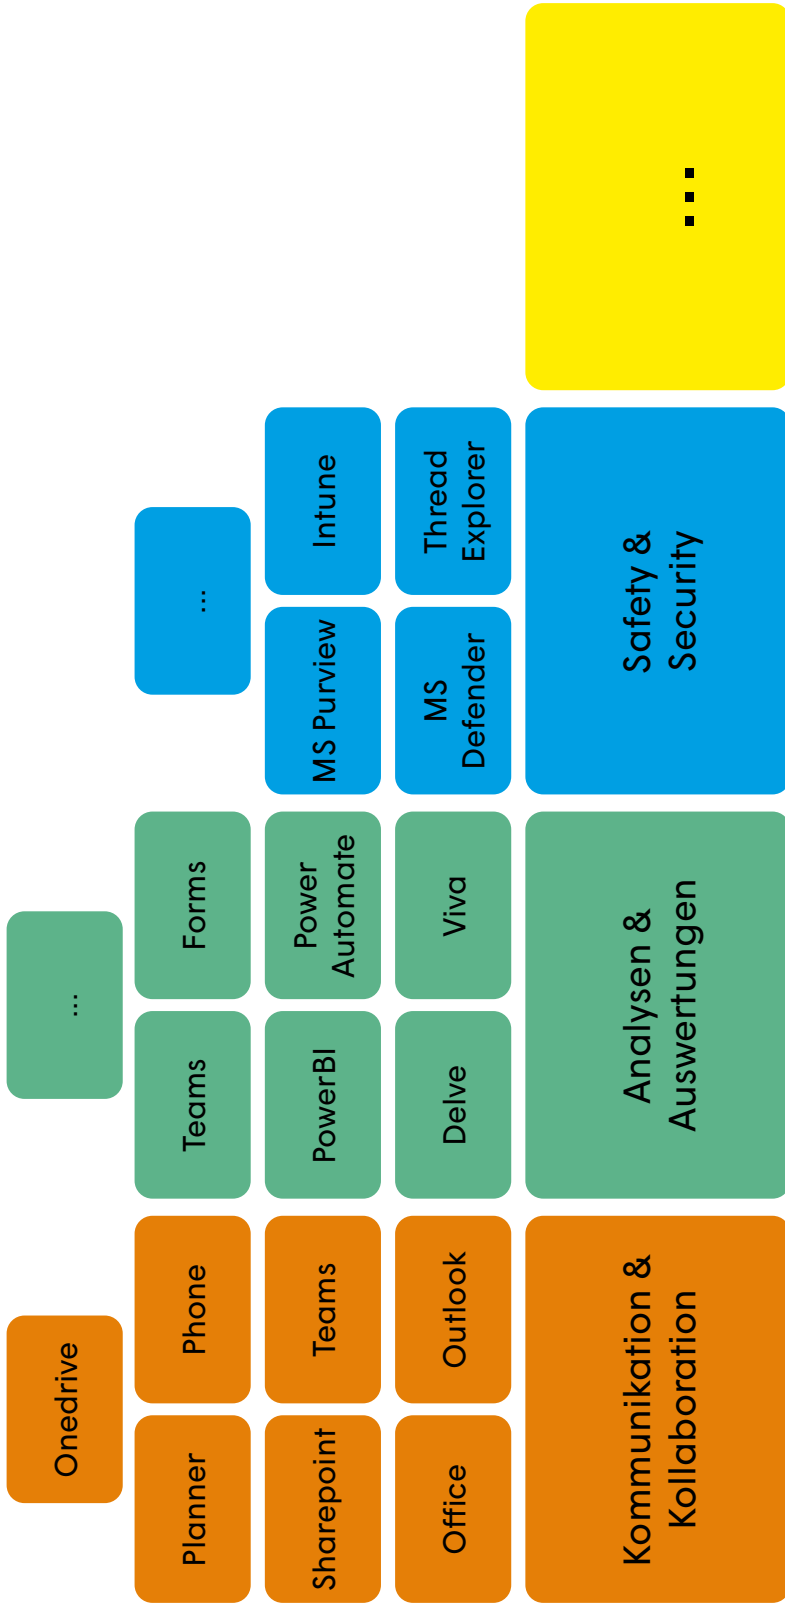 Onedrive
Planner
Phone
Sharepoint
Teams
Office
Outlook
Kommunikation &
Kollaboration
...
Teams
Forms
PowerBI
Power
Automate
Delve
Viva
Analysen &
Auswertungen
...
MS Purview
Intune
MS
Defender
Thread
Explorer
Safety &
Security
...